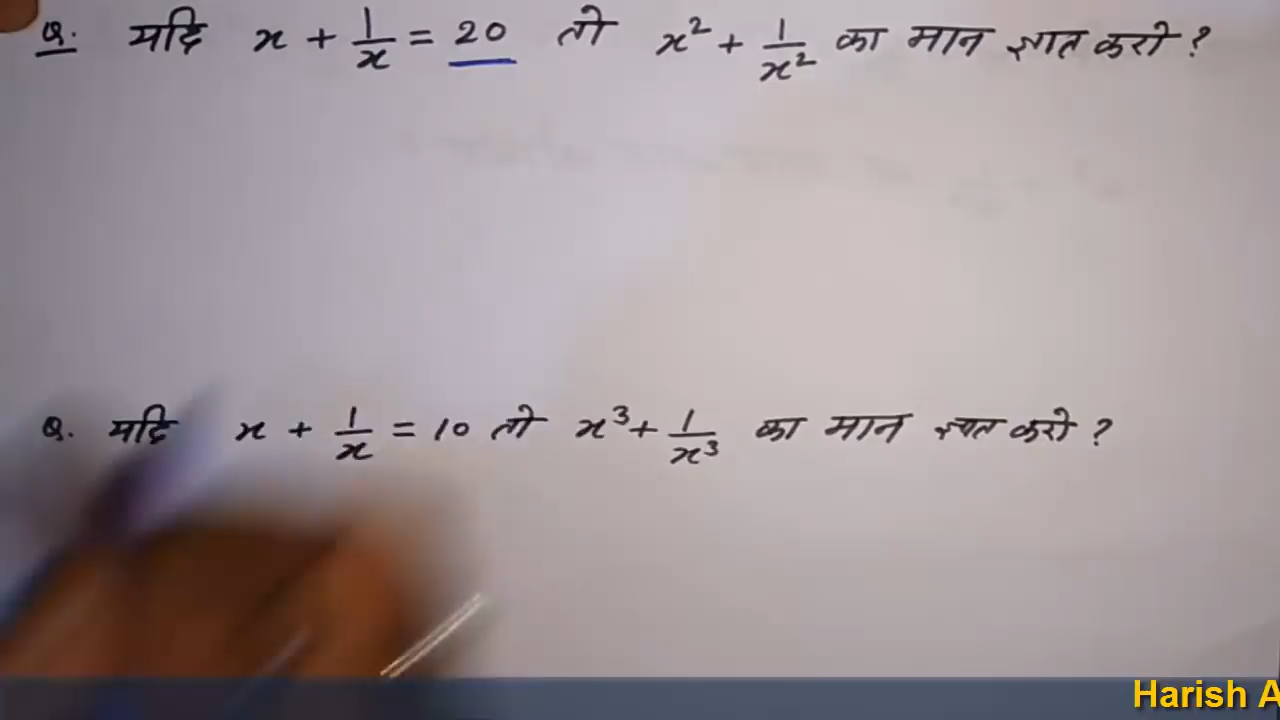 Q. यदि x + 1/x = 20 तो x² + 1/x² का मान ज्ञात करो ?
Q. यदि x + 1/x = 10 तो x³ + 1/x³ का मान ज्ञात करो ?
Harish A